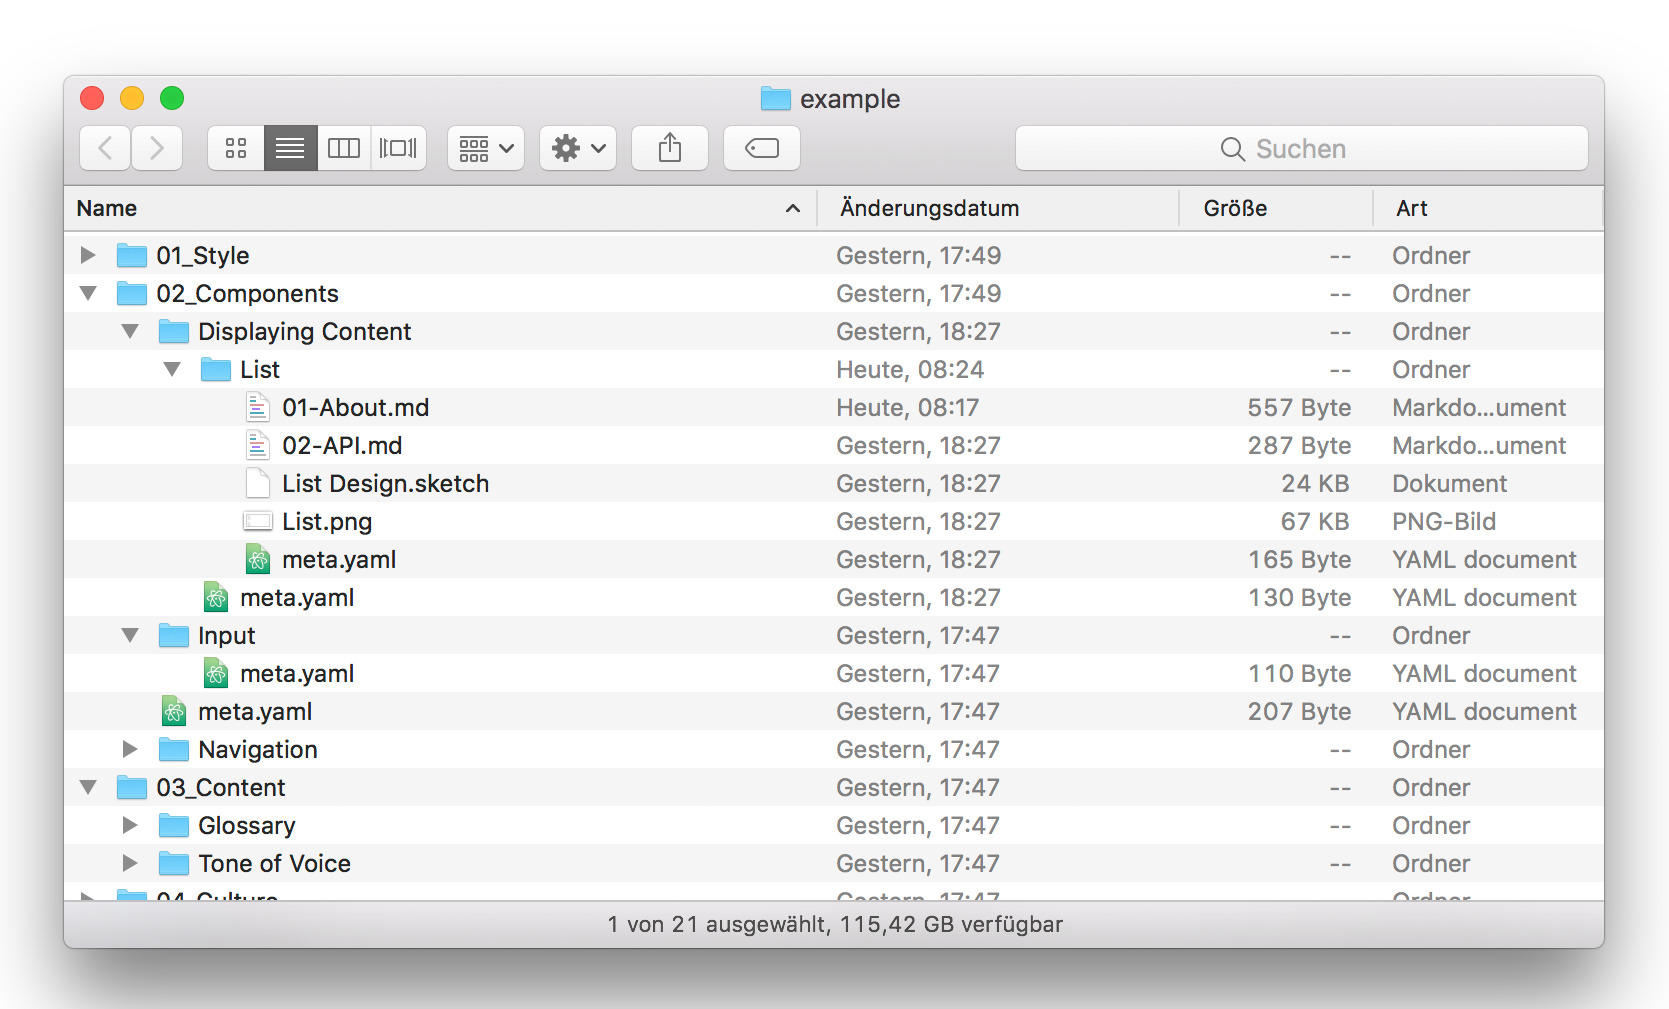 example
Suchen
Name Änderungsdatum Größe Art
01_Style Gestern, 17:49 -- Ordner
02_Components Gestern, 17:49 -- Ordner
Displaying Content Gestern, 18:27 -- Ordner
List Heute, 08:24 -- Ordner
01-About.md Heute, 08:17 557 Byte Markdo...ument
02-API.md Gestern, 18:27 287 Byte Markdo...ument
List Design.sketch Gestern, 18:27 24 KB Dokument
List.png Gestern, 18:27 67 KB PNG-Bild
meta.yaml Gestern, 18:27 165 Byte YAML document
meta.yaml Gestern, 18:27 130 Byte YAML document
Input Gestern, 17:47 -- Ordner
meta.yaml Gestern, 17:47 110 Byte YAML document
meta.yaml Gestern, 17:47 207 Byte YAML document
Navigation Gestern, 17:47 -- Ordner
03_Content Gestern, 17:47 -- Ordner
Glossary Gestern, 17:47 -- Ordner
Tone of Voice Gestern, 17:47 -- Ordner
04_Culture Gestern, 17:47 -- Ordner
1 von 21 ausgewählt, 115,42 GB verfügbar